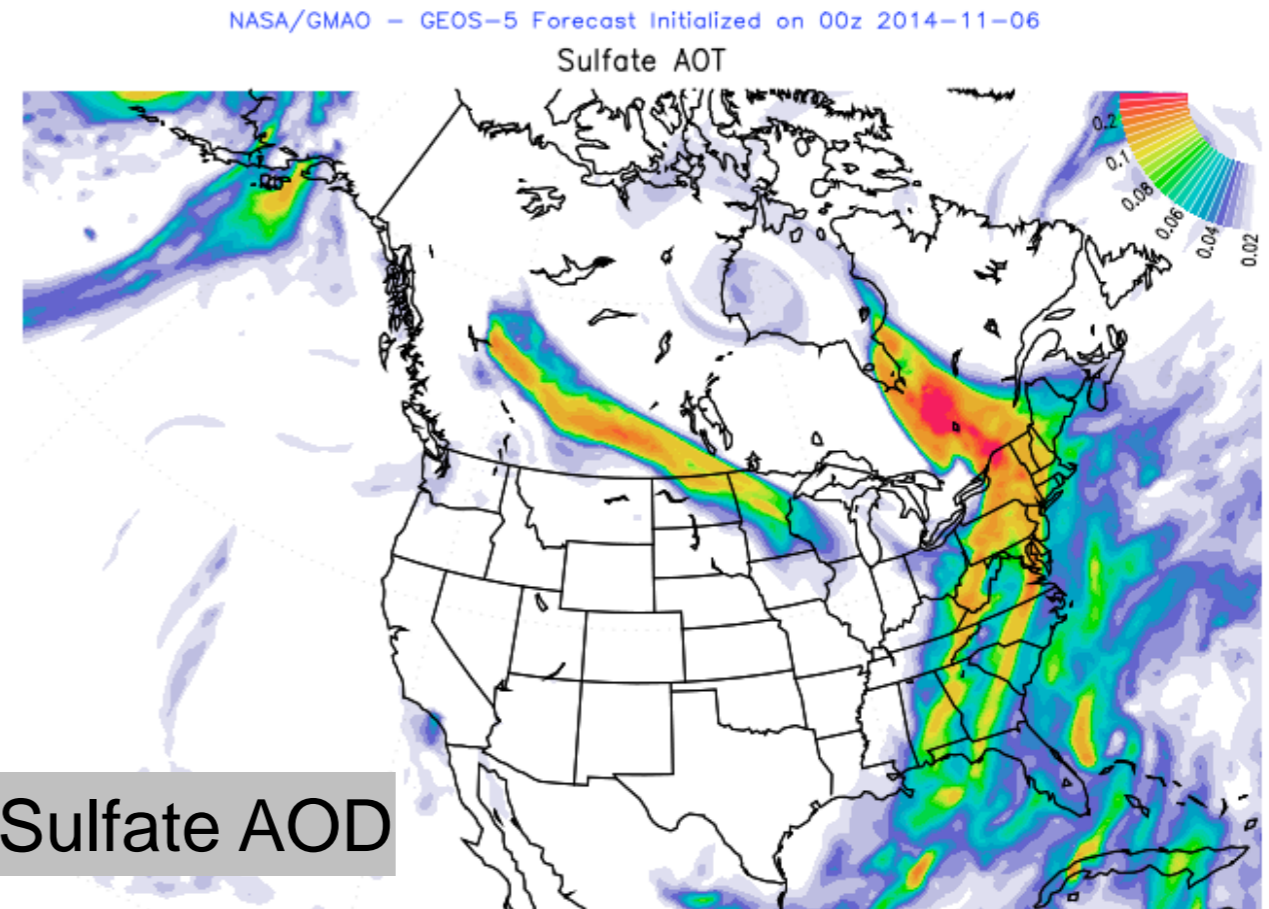 NASA/GMAO - GEOS-5 Forecast Initialized on 00z 2014-11-06
Sulfate AOT
0.2
0.1
0.08
0.06
0.04
0.02
Sulfate AOD